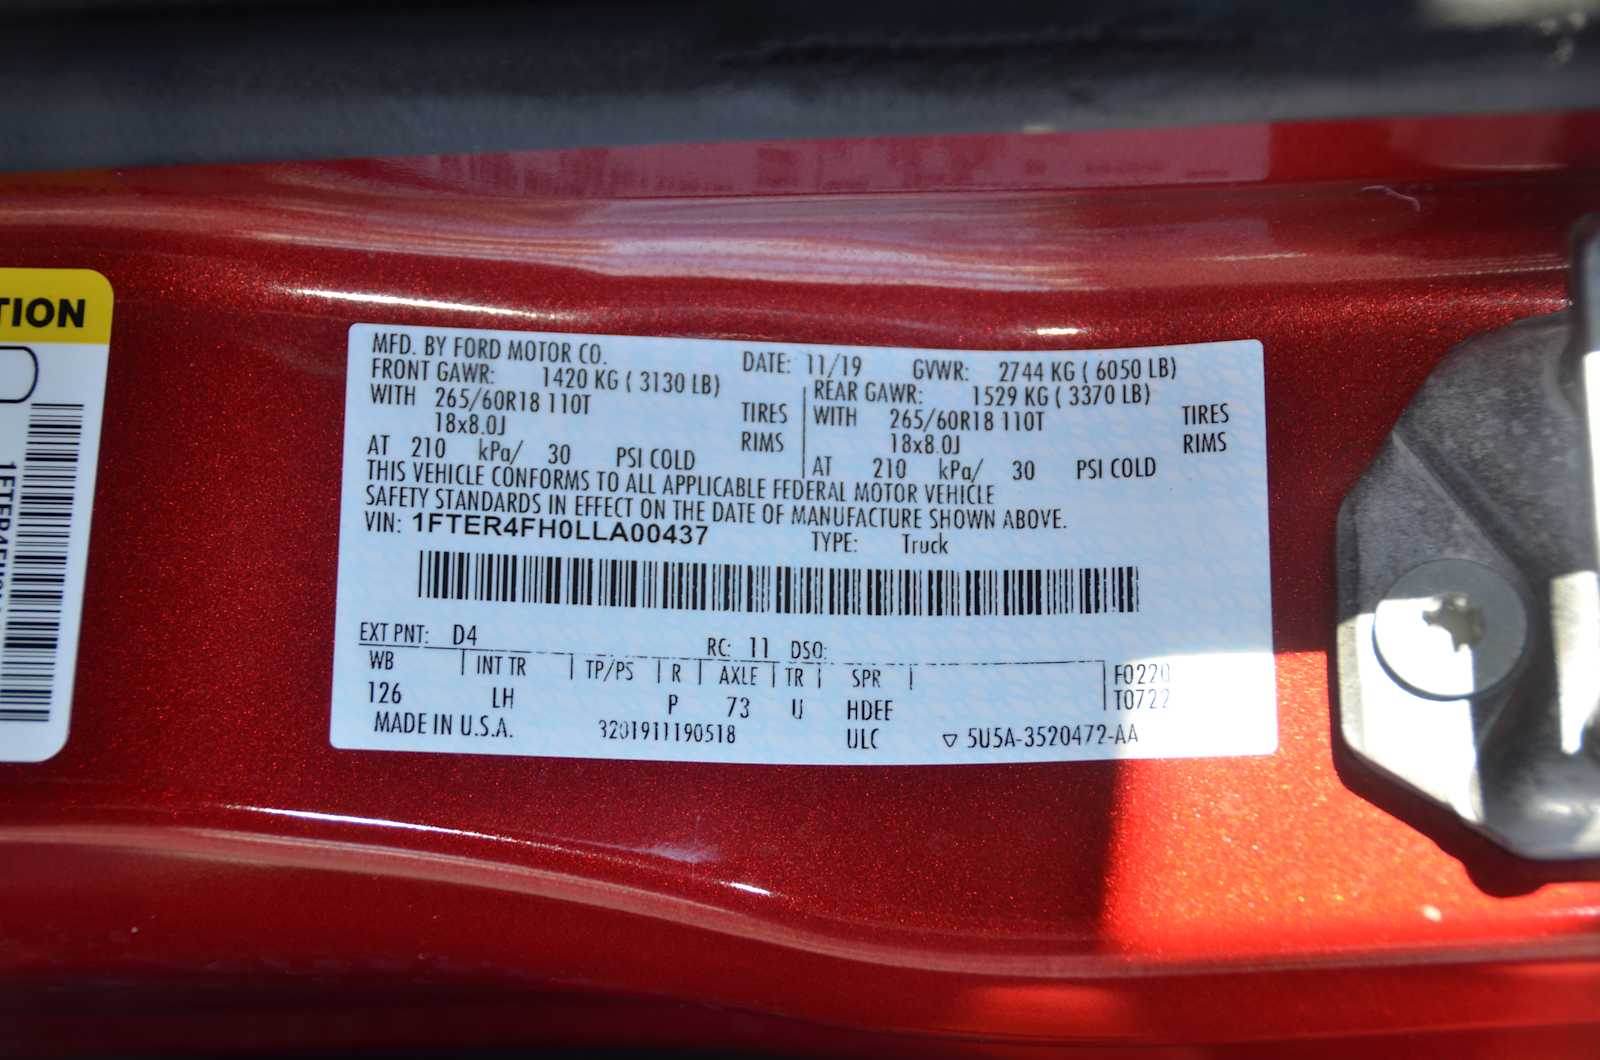 TION
1FTER4F
MFD. BY FORD MOTOR CO. DATE: 11/19 GVWR: 2744 KG ( 6050 LB)
FRONT GAWR: 1420 KG ( 3130 LB) REAR GAWR: 1529 KG ( 3370 LB)
WITH 265/60R18 110T TIRES WITH 265/60R18 110T TIRES
18x8.0J RIMS 18x8.0J RIMS
AT 210 kPa/ 30 PSI COLD AT 210 kPa/ 30 PSI COLD
THIS VEHICLE CONFORMS TO ALL APPLICABLE FEDERAL MOTOR VEHICLE
SAFETY STANDARDS IN EFFECT ON THE DATE OF MANUFACTURE SHOWN ABOVE.
VIN: 1FTER4FH0LLA00437 TYPE: Truck
EXT PNT: D4 RC: 11 DSO:
WB INT TR TP/PS R AXLE TR SPR F0220
126 LH P 73 U HDEE T0722
MADE IN U.S.A. 3201911190518 ULC ▽ 5U5A-3520472-AA